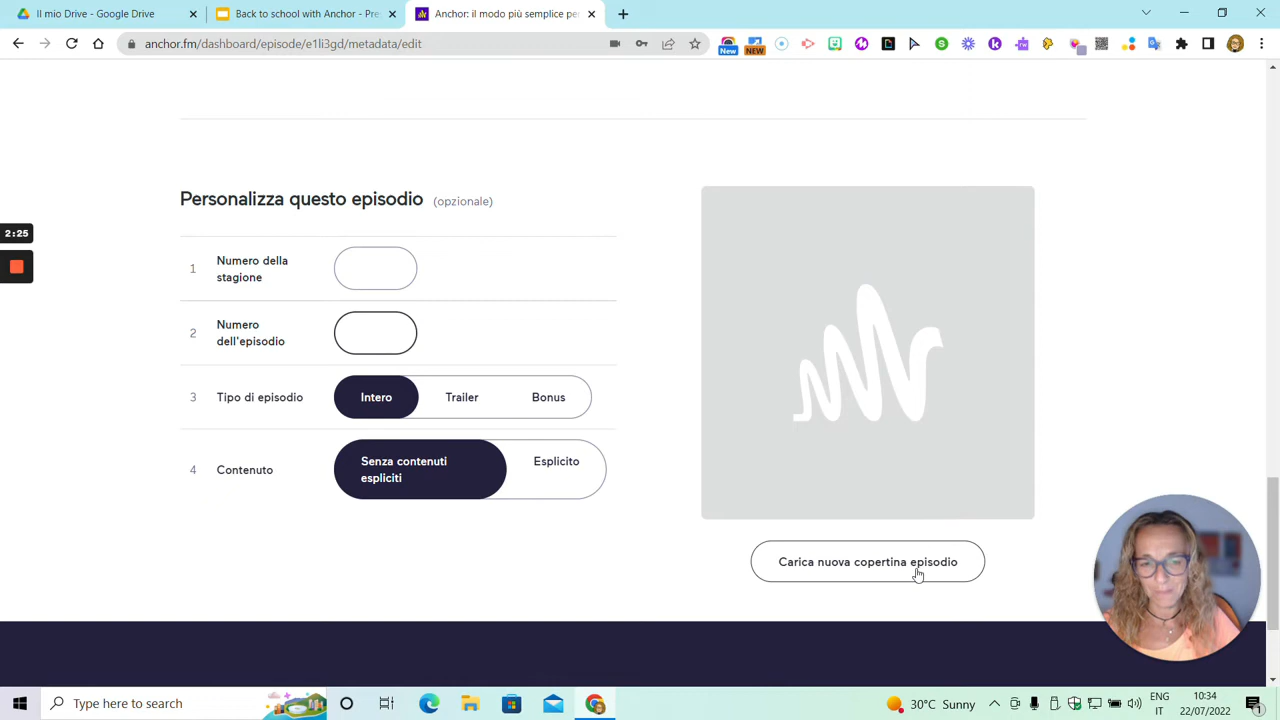 Il mio Drive - Google Drive
Back to school with Anchor - Pre
Anchor: il modo più semplice pe
anchor.fm/dashboard/episode/e1li3gd/metadata/edit
New
NEW
2:25
Personalizza questo episodio (opzionale)
1 Numero della
stagione
2 Numero
dell'episodio
3 Tipo di episodio Intero Trailer Bonus
4 Contenuto Senza contenuti
espliciti Esplicito
Carica nuova copertina episodio
Type here to search
30°C Sunny
ENG
IT
10:34
22/07/2022
1